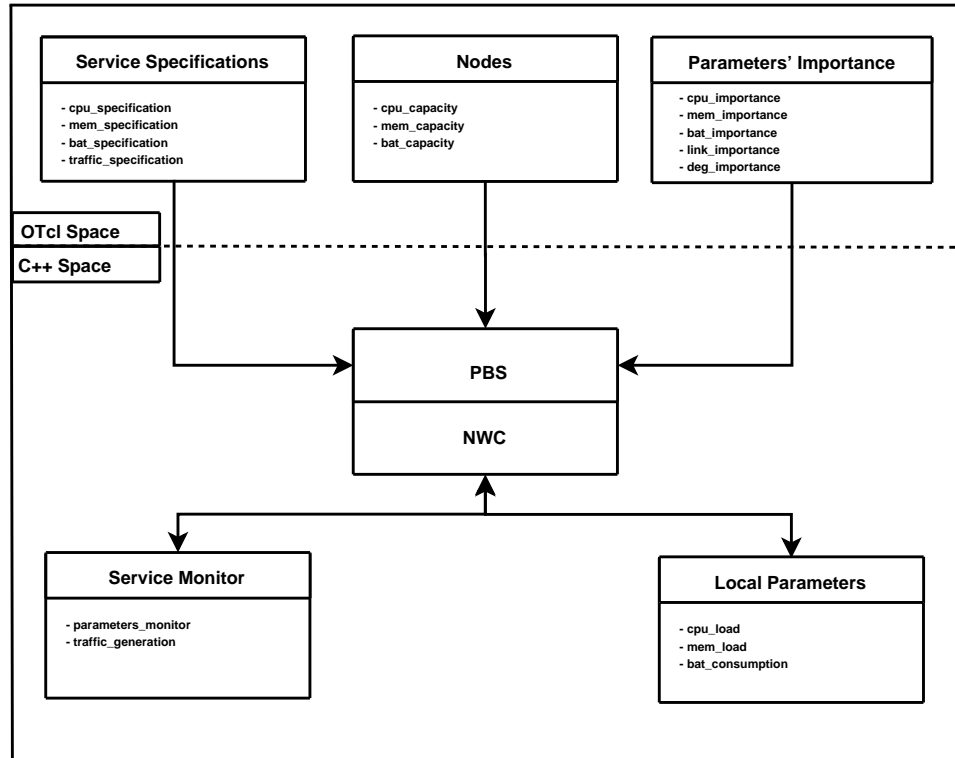 Service Specifications
- cpu_specification
- mem_specification
- bat_specification
- traffic_specification
Nodes
- cpu_capacity
- mem_capacity
- bat_capacity
Parameters' Importance
- cpu_importance
- mem_importance
- bat_importance
- link_importance
- deg_importance
OTcl Space
C++ Space
PBS
NWC
Service Monitor
- parameters_monitor
- traffic_generation
Local Parameters
- cpu_load
- mem_load
- bat_consumption